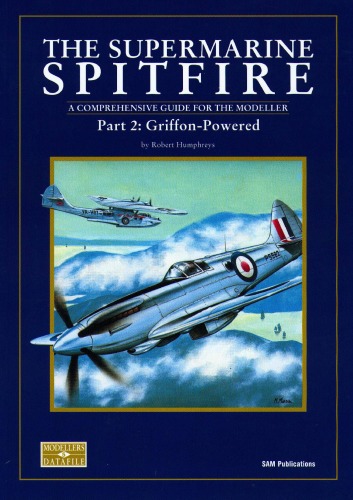 THE SUPERMARINE
SPITFIRE
A COMPREHENSIVE GUIDE FOR THE MODELLER
Part 2: Griffon-Powered
by Robert Humphreys
MODELLERS
DATAFILE
SAM Publications